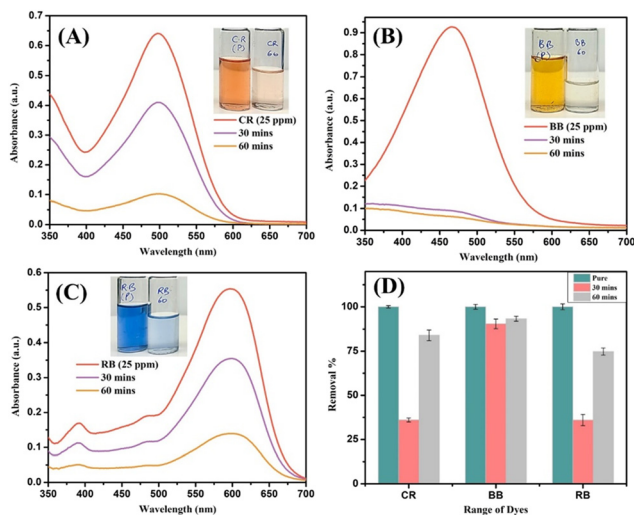 (A)
CR
(P)
CR
60
CR (25 ppm)
30 mins
60 mins
Absorbance (a.u.)
0.7
0.6
0.5
0.4
0.3
0.2
0.1
0.0
350 400 450 500 550 600 650 700
Wavelength (nm)
(B)
BB
(P)
BB
60
BB (25 ppm)
30 mins
60 mins
Absorbance (a.u.)
0.9
0.8
0.7
0.6
0.5
0.4
0.3
0.2
0.1
0.0
350 400 450 500 550 600 650 700
Wavelength (nm)
(C)
RB
(P)
RB
60
RB (25 ppm)
30 mins
60 mins
Absorbance (a.u.)
0.6
0.5
0.4
0.3
0.2
0.1
0.0
350 400 450 500 550 600 650 700
Wavelength (nm)
(D)
Pure
30 mins
60 mins
Removal %
100
75
50
25
0
CR BB RB
Range of Dyes